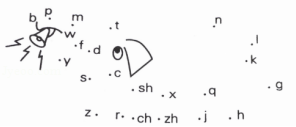 b p m t n
w l
f d k
y
s c g
sh x q
z r ch zh j h